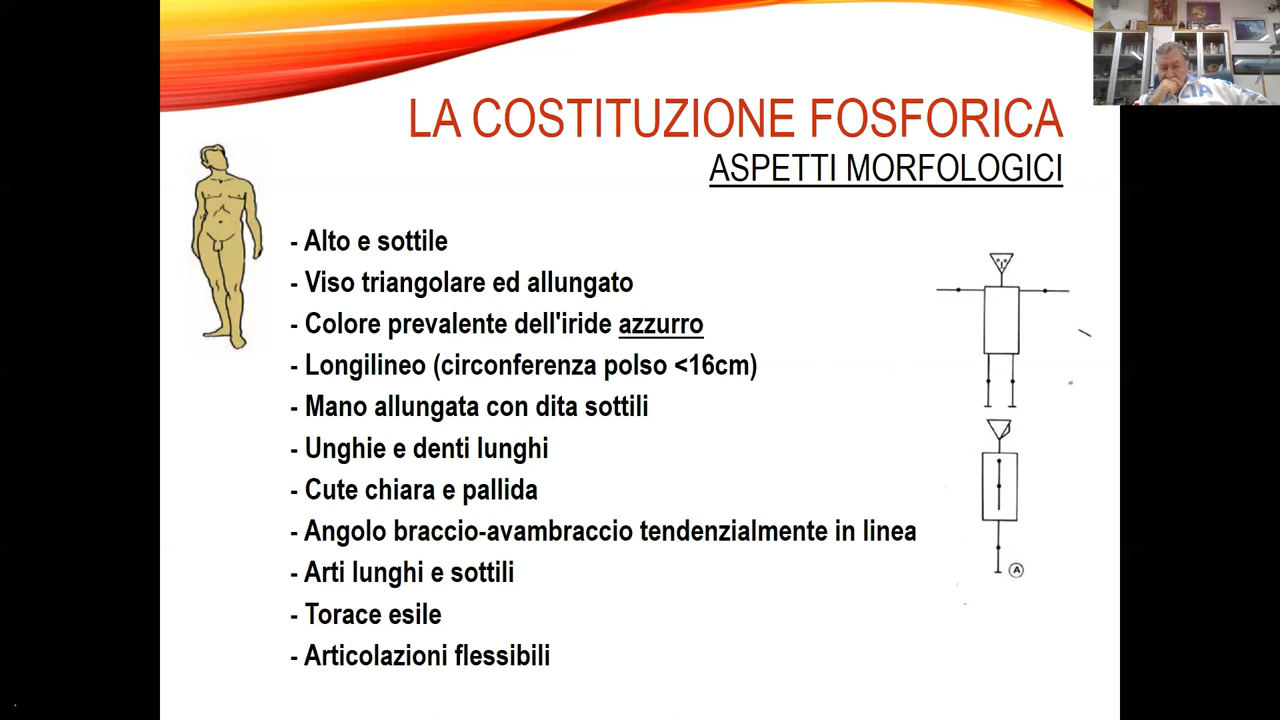 LA COSTITUZIONE FOSFORICA
ASPETTI MORFOLOGICI
- Alto e sottile
- Viso triangolare ed allungato
- Colore prevalente dell'iride azzurro
- Longilineo (circonferenza polso <16cm)
- Mano allungata con dita sottili
- Unghie e denti lunghi
- Cute chiara e pallida
- Angolo braccio-avambraccio tendenzialmente in linea
- Arti lunghi e sottili
- Torace esile
- Articolazioni flessibili
A